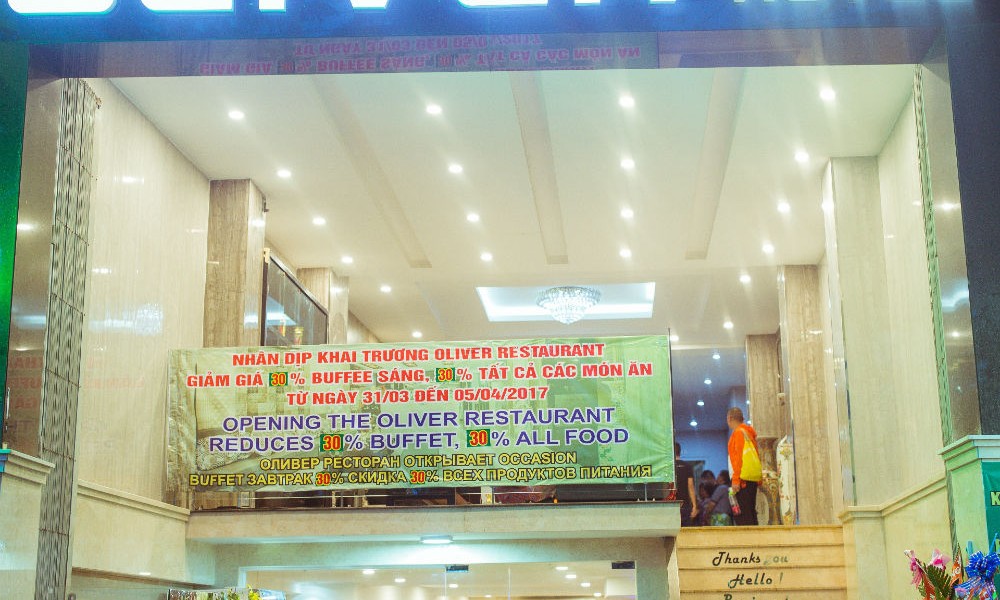 NHÂN DỊP KHAI TRƯƠNG OLIVER RESTAURANT
GIẢM GIÁ 30 % BUFFEE SÁNG, 30 % TẤT CẢ CÁC MÓN ĂN
TỪ NGÀY 31/03 ĐẾN 05/04/2017
OPENING THE OLIVER RESTAURANT
REDUCES 30 % BUFFET, 30 % ALL FOOD
ОЛИВЕР РЕСТОРАН ОТКРЫВАЕТ OCCASION
BUFFET ЗАВТРАК 30 % СКИДКА 30 % ВСЕХ ПРОДУКТОВ ПИТАНИЯ
Thanks you
Hello !